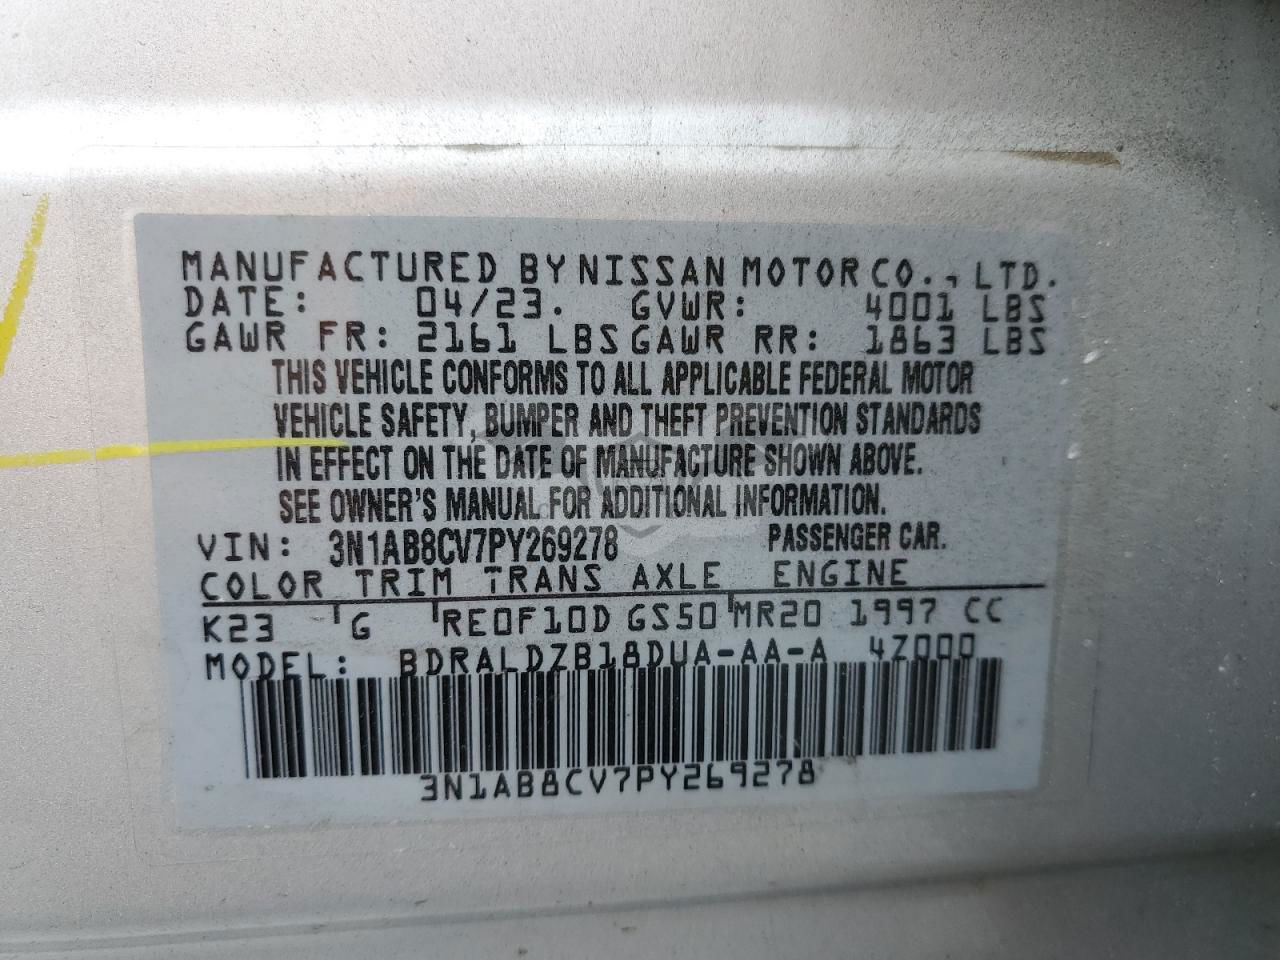 MANUFACTURED BY NISSAN MOTOR CO., LTD.
DATE: 04/23. GVWR: 4001 LBS
GAWR FR: 2161 LBS GAWR RR: 1863 LBS
THIS VEHICLE CONFORMS TO ALL APPLICABLE FEDERAL MOTOR
VEHICLE SAFETY, BUMPER AND THEFT PREVENTION STANDARDS
IN EFFECT ON THE DATE OF MANUFACTURE SHOWN ABOVE.
SEE OWNER'S MANUAL FOR ADDITIONAL INFORMATION.
VIN: 3N1AB8CV7PY269278 PASSENGER CAR.
COLOR TRIM TRANS AXLE ENGINE
K23 G RE0F10D GS50 MR20 1997 CC
MODEL: BDRALDZB18DUA-AA-A 4Z000
3N1AB8CV7PY269278